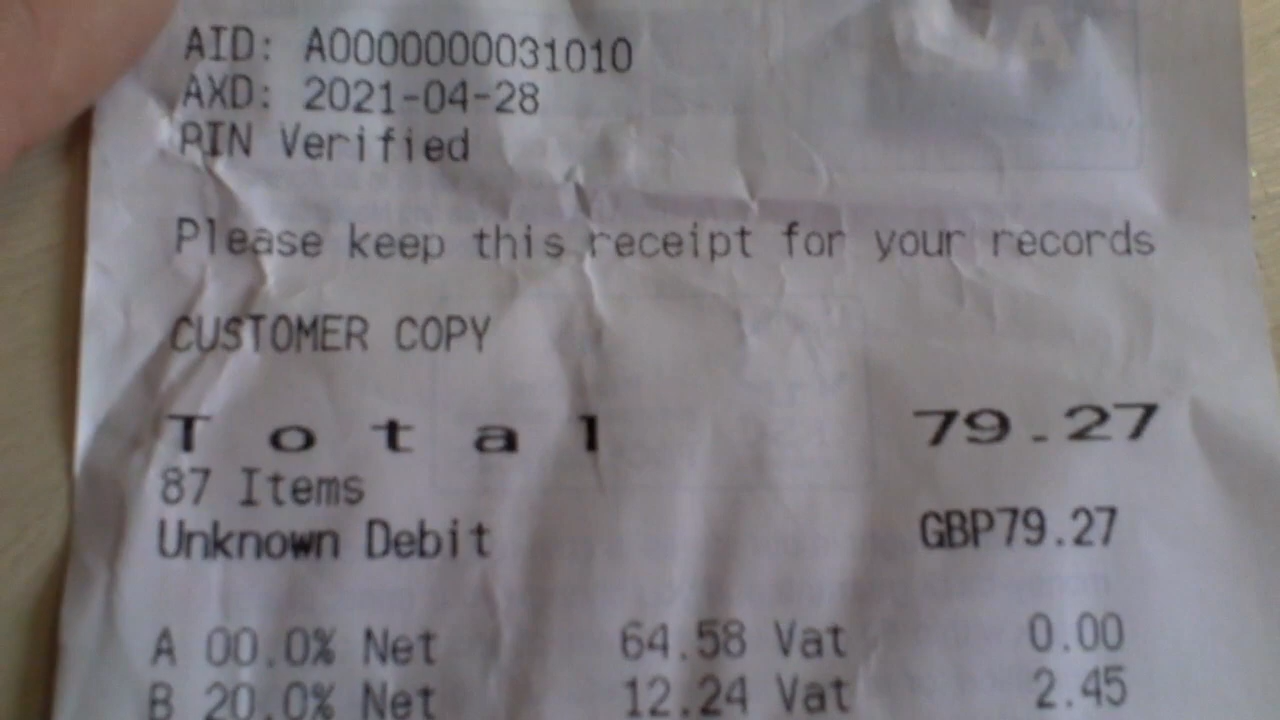 AID: A0000000031010
AXD: 2021-04-28
PIN Verified
Please keep this receipt for your records
CUSTOMER COPY
Total 79.27
87 Items
Unknown Debit GBP79.27
A 00.0% Net 64.58 Vat 0.00
B 20.0% Net 12.24 Vat 2.45